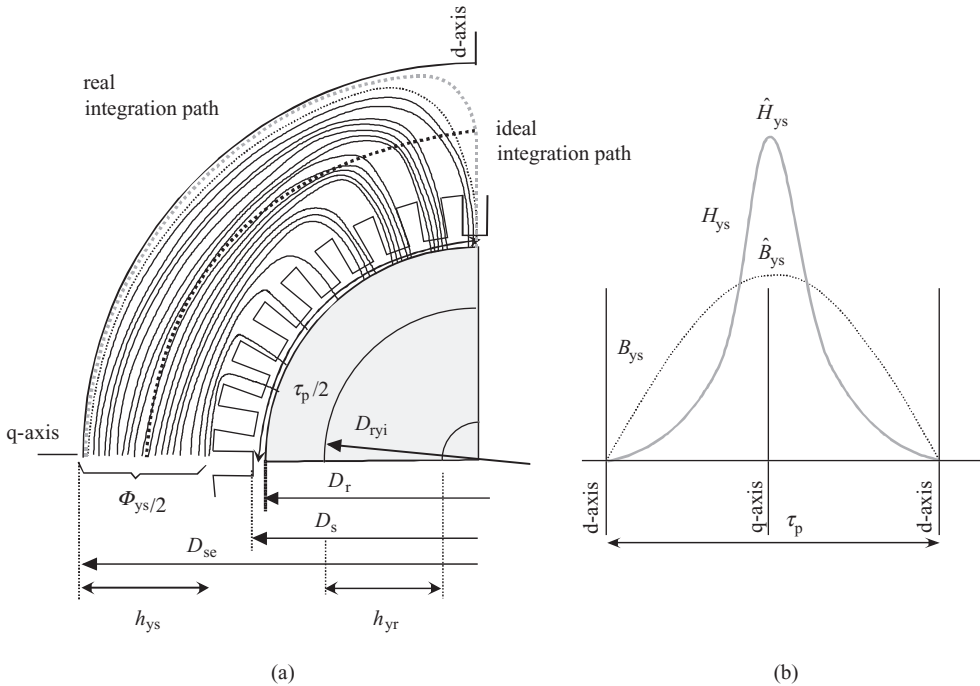 d-axis
real
integration path
ideal
integration path
τp/2
q-axis
Dryi
Φys/2
Dr
Ds
Dse
hys
hyr
(a)
Ĥys
Hys
B̂ys
Bys
d-axis
q-axis
τp
d-axis
(b)